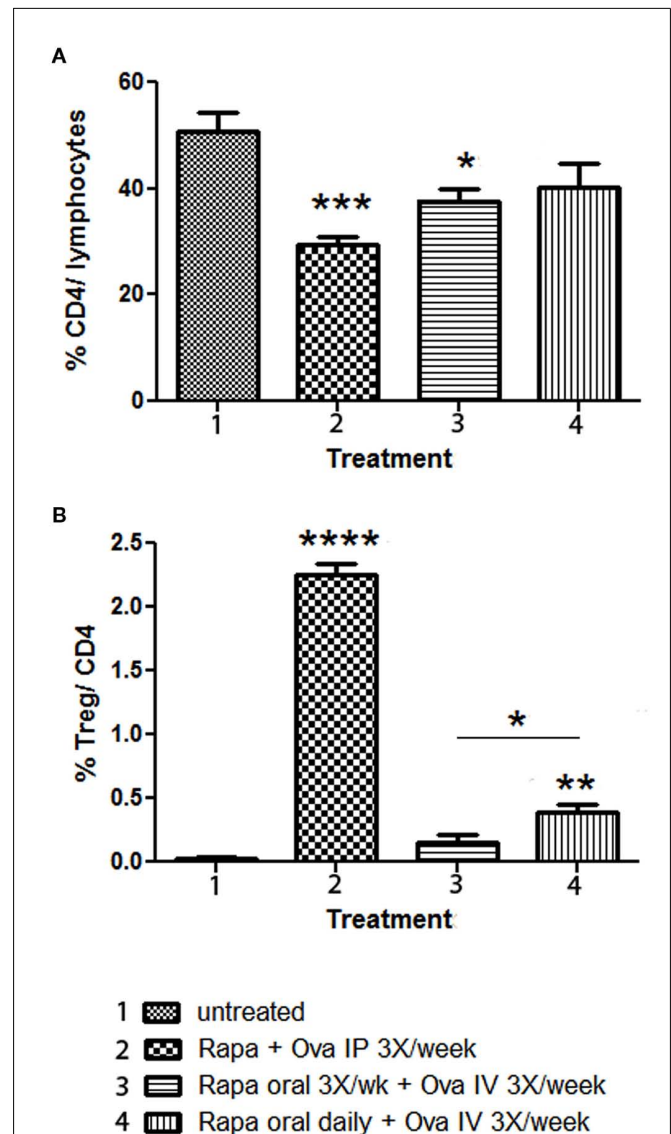 A
% CD4/ lymphocytes
60
40
20
0
***
*
1 2 3 4
Treatment
B
% Treg/ CD4
2.5
2.0
1.5
1.0
0.5
0.0
****
*
**
1 2 3 4
Treatment
1 untreated
2 Rapa + Ova IP 3X/week
3 Rapa oral 3X/wk + Ova IV 3X/week
4 Rapa oral daily + Ova IV 3X/week